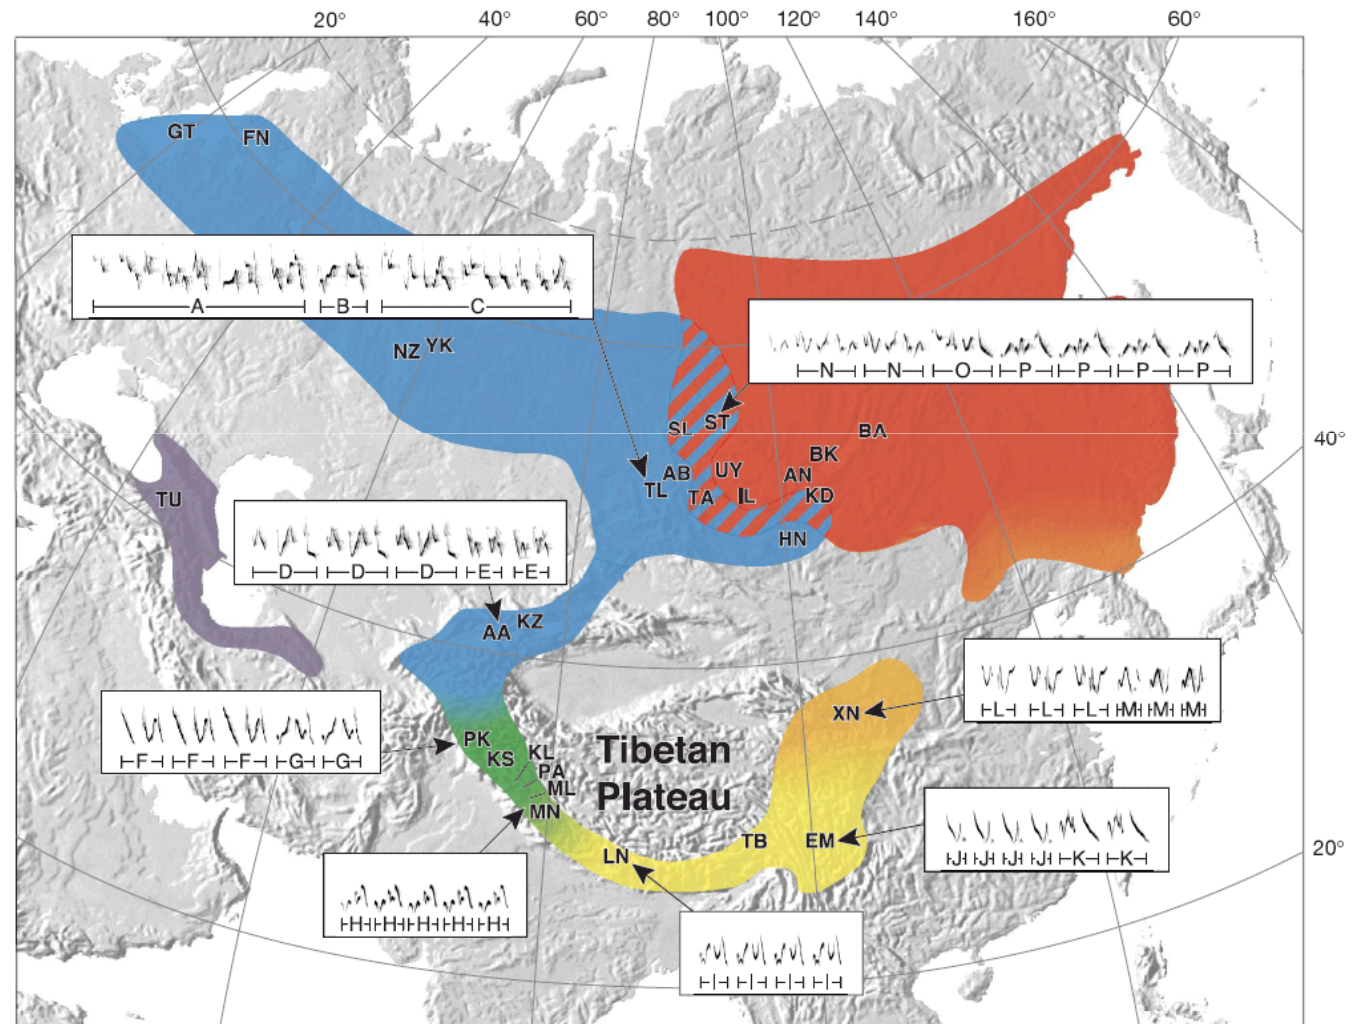 20° 40° 60° 80° 100° 120° 140° 160° 60°
GT FN
A B C
NZ YK
N N O P P P P
SL ST
BA
40°
BK
AB UY AN
TL TA IL KD
TU
HN
D D D E E
AA KZ
L L L M M M
XN
F F F G G
PK
KS KL
PA
ML
MN
Tibetan
Plateau
TB EM
J J J J K K
20°
LN
H H H H H
I I I I